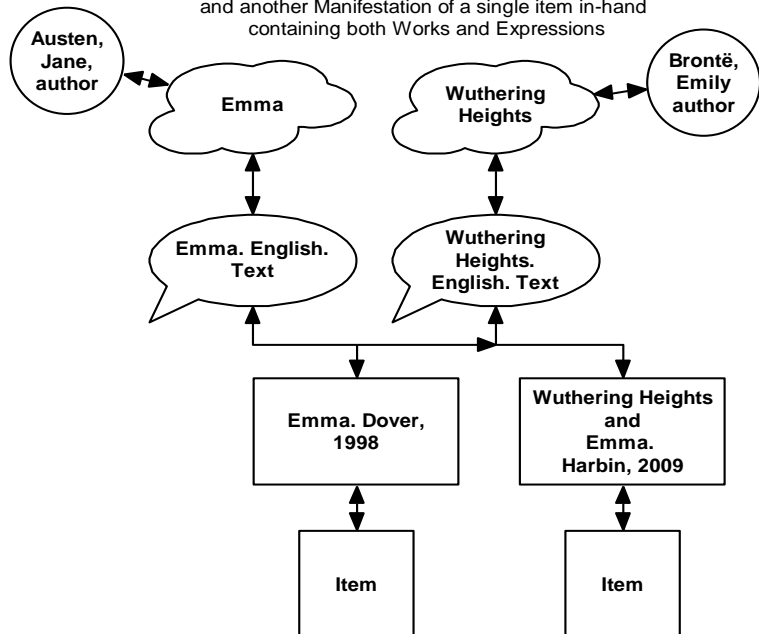 and another Manifestation of a single item in-hand
containing both Works and Expressions
Austen,
Jane,
author
Emma
Wuthering
Heights
Brontë,
Emily
author
Emma. English.
Text
Wuthering
Heights.
English. Text
Emma. Dover,
1998
Wuthering Heights
and
Emma.
Harbin, 2009
Item
Item